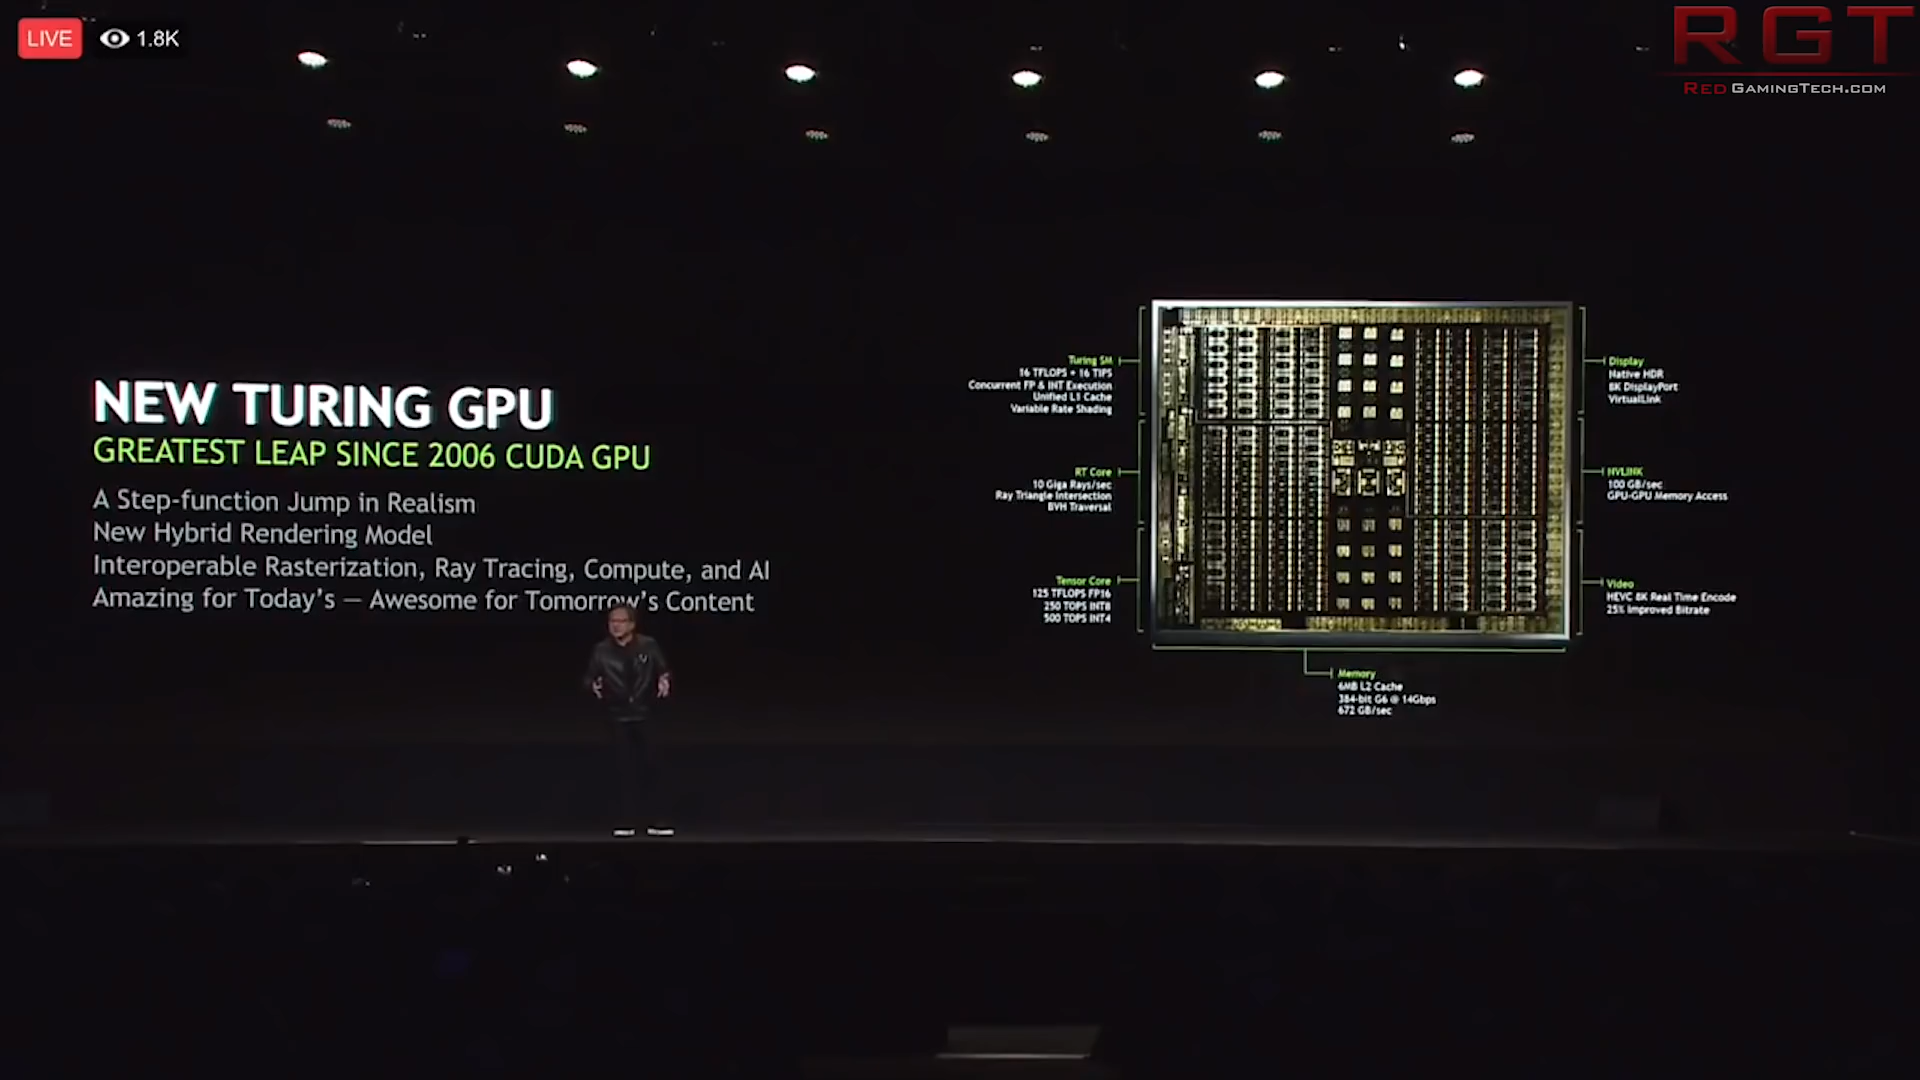 LIVE 1.8K
RGT
RED GAMINGTECH.COM
NEW TURING GPU
GREATEST LEAP SINCE 2006 CUDA GPU
A Step-function Jump in Realism
New Hybrid Rendering Model
Interoperable Rasterization, Ray Tracing, Compute, and AI
Amazing for Today's — Awesome for Tomorrow's Content
Turing SM
16 TFLOPS + 16 TIPS
Concurrent FP & INT Execution
Unified L1 Cache
Variable Rate Shading
RT Core
10 Giga Rays/sec
Ray Triangle Intersection
BVH Traversal
Tensor Core
125 TFLOPS FP16
250 TOPS INT8
500 TOPS INT4
Display
Native HDR
8K DisplayPort
VirtualLink
NVLINK
100 GB/sec
GPU-GPU Memory Access
Video
HEVC 8K Real Time Encode
25% Improved Bitrate
Memory
6MB L2 Cache
384-bit G6 @ 14Gbps
672 GB/sec